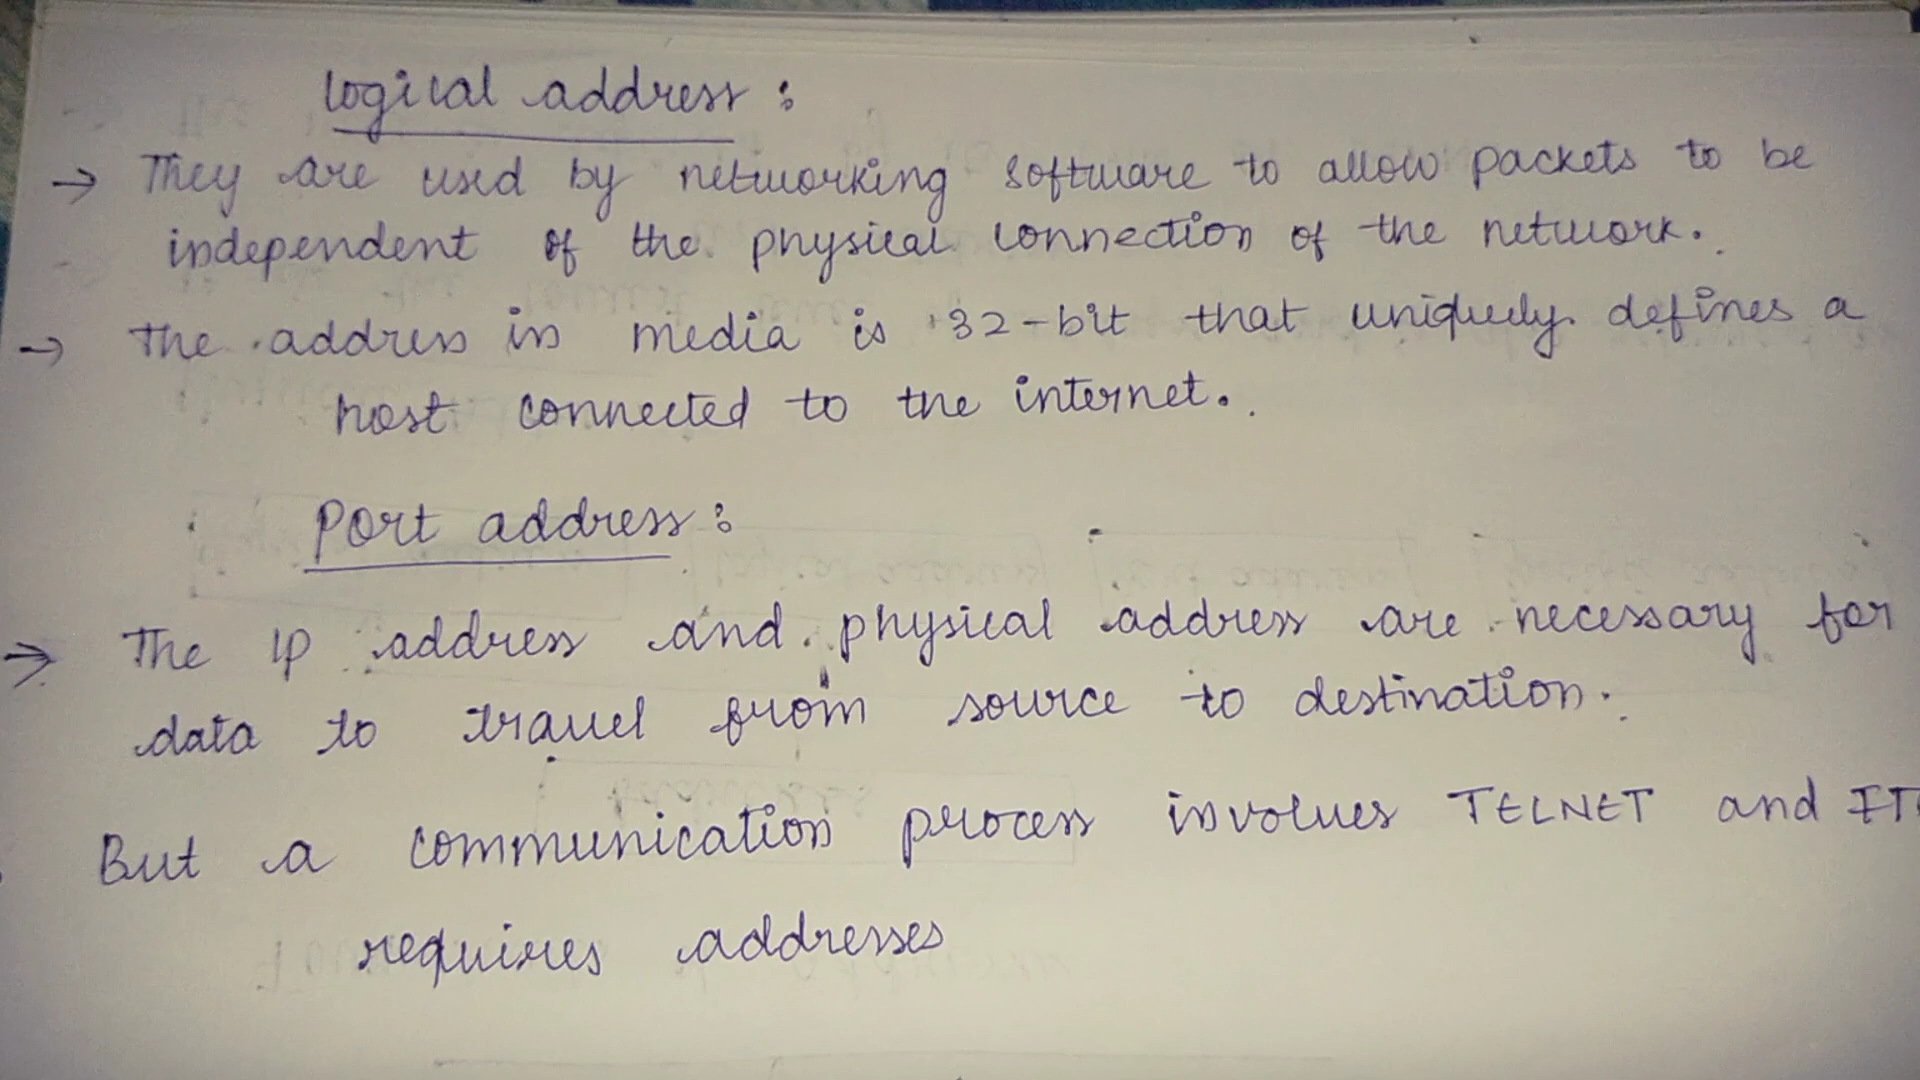 Logical address :
→ They are used by networking software to allow packets to be
independent of the physical connection of the network.
→ The address in media is 32-bit that uniquely defines a
host connected to the internet.
Port address :
→ The IP address and physical address are necessary for
data to travel from source to destination.
But a communication process involves TELNET and FT
requires addresses